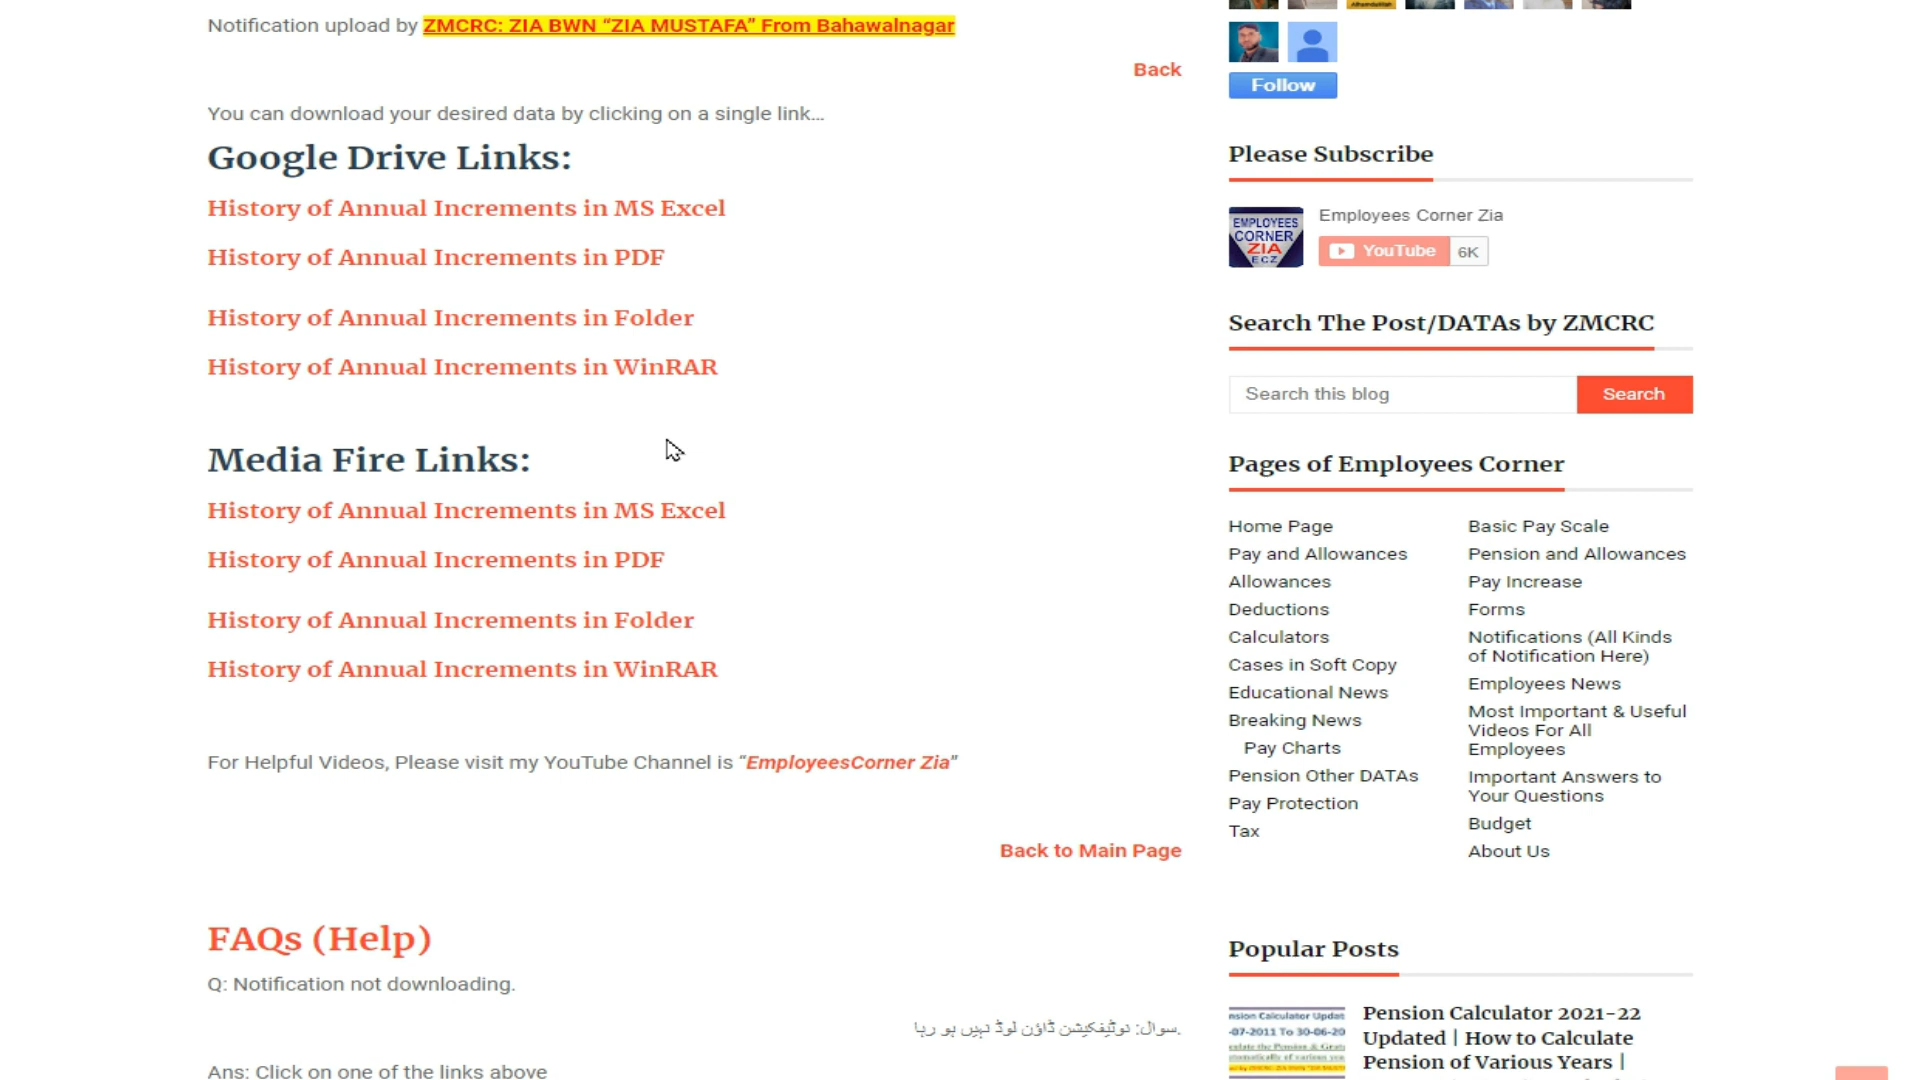 Notification upload by ZMCRC: ZIA BWN “ZIA MUSTAFA” From Bahawalnagar
Back
You can download your desired data by clicking on a single link...
Google Drive Links:
History of Annual Increments in MS Excel
History of Annual Increments in PDF
History of Annual Increments in Folder
History of Annual Increments in WinRAR
Media Fire Links:
History of Annual Increments in MS Excel
History of Annual Increments in PDF
History of Annual Increments in Folder
History of Annual Increments in WinRAR
For Helpful Videos, Please visit my YouTube Channel is “EmployeesCorner Zia”
Back to Main Page
FAQs (Help)
Q: Notification not downloading.
سوال: نوٹیفکیشن ڈاؤن لوڈ نہیں ہو رہا.
Ans: Click on one of the links above
Follow
Please Subscribe
EMPLOYEES
CORNER
ZIA
ECZ
Employees Corner Zia
YouTube 6K
Search The Post/DATAs by ZMCRC
Search this blog
Search
Pages of Employees Corner
Home Page
Pay and Allowances
Allowances
Deductions
Calculators
Cases in Soft Copy
Educational News
Breaking News
Pay Charts
Pension Other DATAs
Pay Protection
Tax
Basic Pay Scale
Pension and Allowances
Pay Increase
Forms
Notifications (All Kinds
of Notification Here)
Employees News
Most Important & Useful
Videos For All
Employees
Important Answers to
Your Questions
Budget
About Us
Popular Posts
nsion Calculator Updat
-07-2011 To 30-06-20
Pension Calculator 2021-22
Updated | How to Calculate
Pension of Various Years |